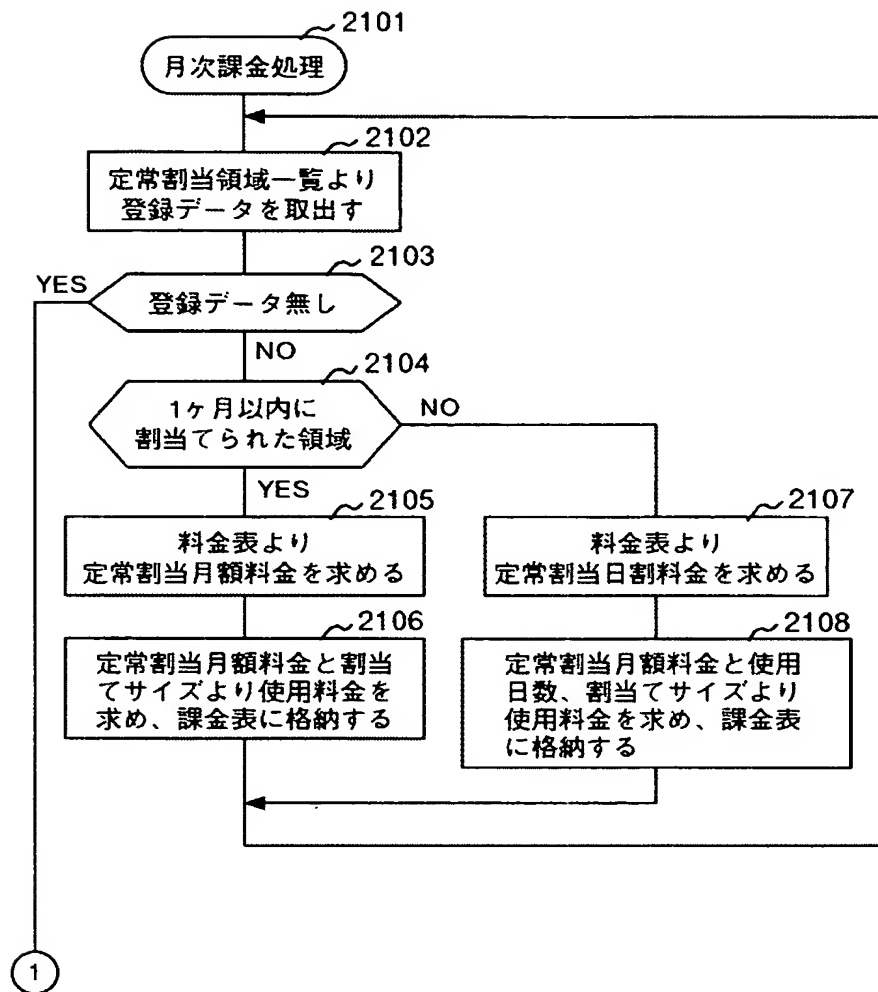 2101
月次課金処理
2102
定常割当領域一覧より
登録データを取出す
2103
YES
登録データ無し
NO
2104
1ヶ月以内に
割当てられた領域
NO
YES
2105
料金表より
定常割当月額料金を求める
2107
料金表より
定常割当日割料金を求める
2106
定常割当月額料金と割当
てサイズより使用料金を
求め、課金表に格納する
2108
定常割当月額料金と使用
日数、割当てサイズより
使用料金を求め、課金表
に格納する
1